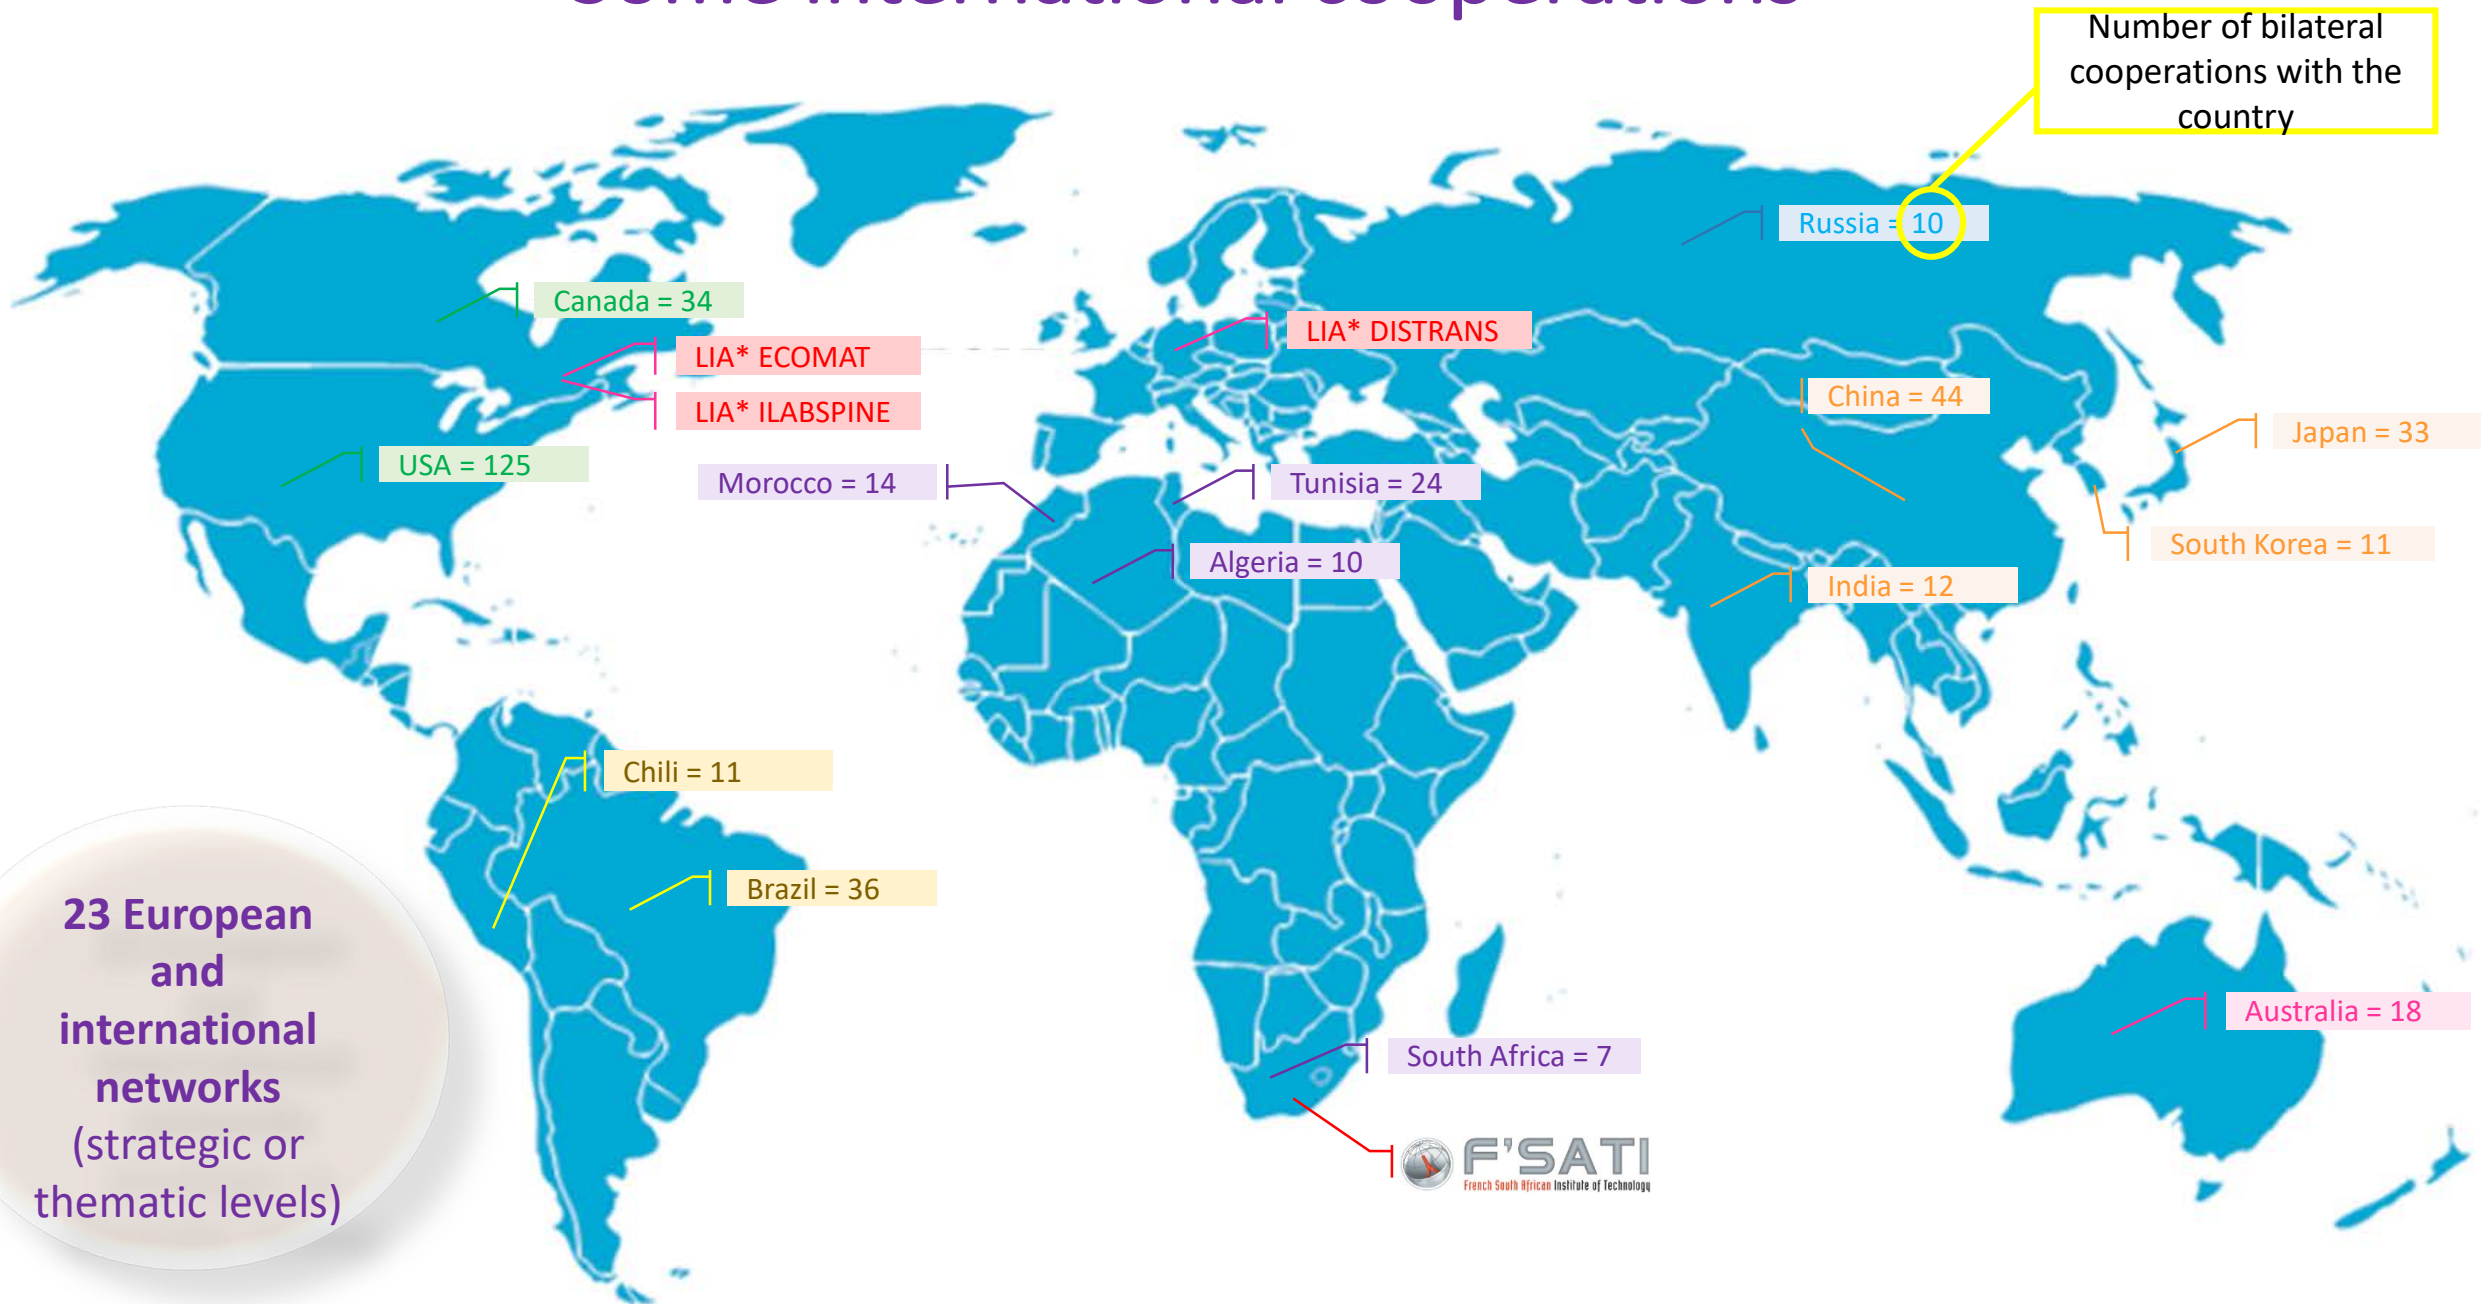 Some international cooperations
Number of bilateral
cooperations with the
country
Russia = 10
Canada = 34
LIA* ECOMAT
LIA* DISTRANS
LIA* ILABSPINE
China = 44
Japan = 33
USA = 125
Morocco = 14
Tunisia = 24
South Korea = 11
Algeria = 10
India = 12
Chili = 11
Brazil = 36
23 European
and
international
networks
(strategic or
thematic levels)
Australia = 18
South Africa = 7
F'SATI
French South African Institute of Technology